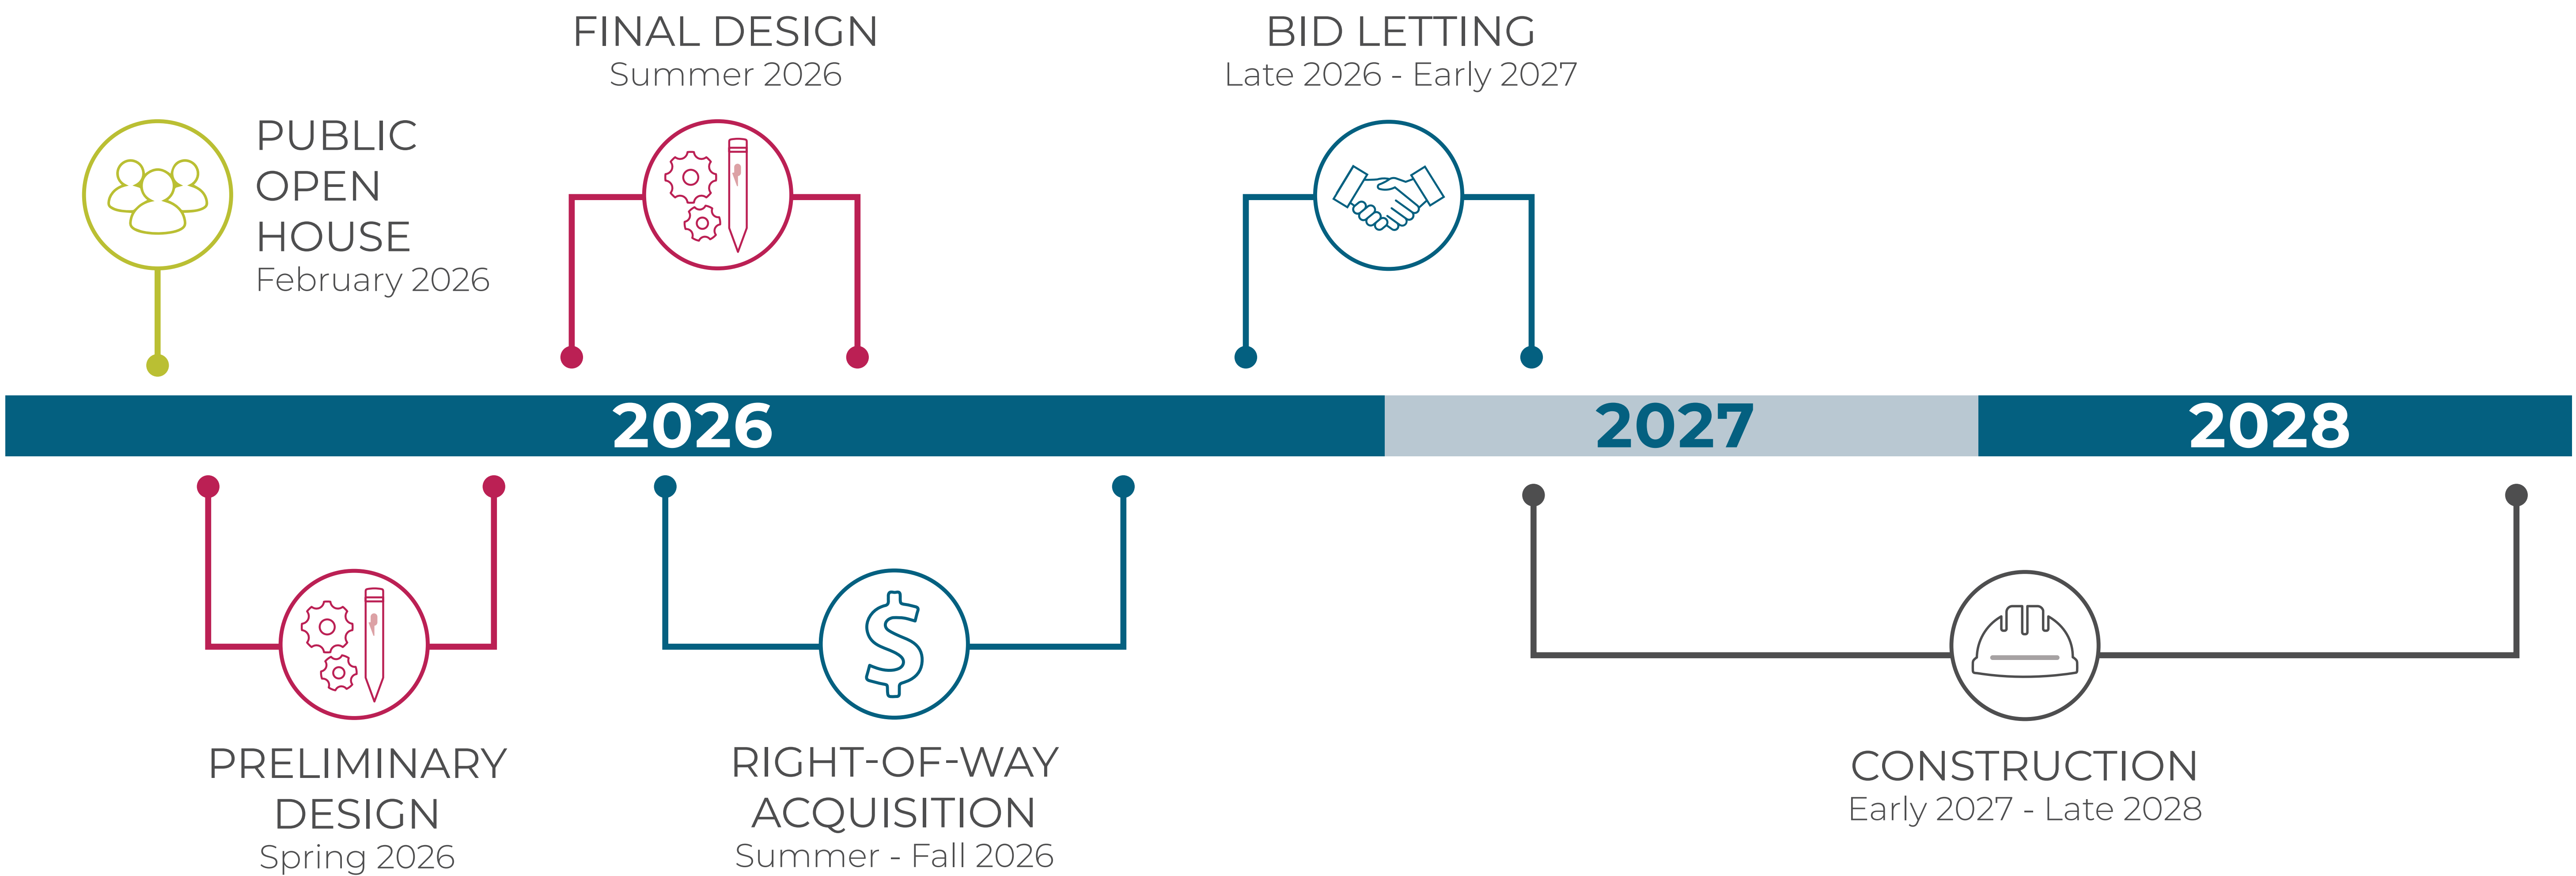 FINAL DESIGN
Summer 2026
BID LETTING
Late 2026 - Early 2027
PUBLIC
OPEN
HOUSE
February 2026
2026
2027
2028
PRELIMINARY
DESIGN
Spring 2026
RIGHT-OF-WAY
ACQUISITION
Summer - Fall 2026
$
CONSTRUCTION
Early 2027 - Late 2028